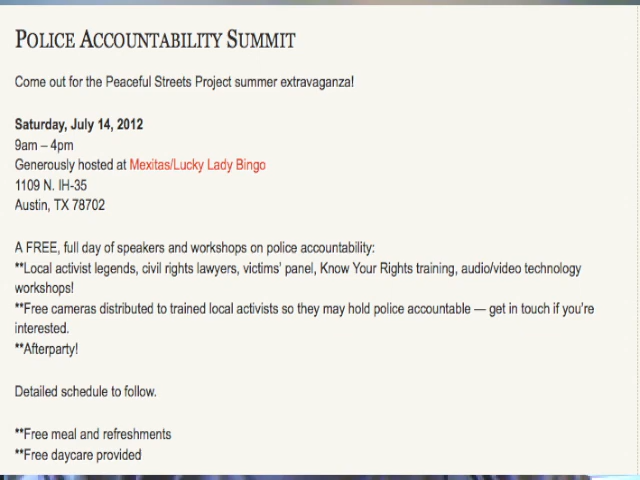 POLICE ACCOUNTABILITY SUMMIT
Come out for the Peaceful Streets Project summer extravaganza!
Saturday, July 14, 2012
9am – 4pm
Generously hosted at Mexitas/Lucky Lady Bingo
1109 N. IH-35
Austin, TX 78702
A FREE, full day of speakers and workshops on police accountability:
**Local activist legends, civil rights lawyers, victims' panel, Know Your Rights training, audio/video technology
workshops!
**Free cameras distributed to trained local activists so they may hold police accountable — get in touch if you're
interested.
**Afterparty!
Detailed schedule to follow.
**Free meal and refreshments
**Free daycare provided